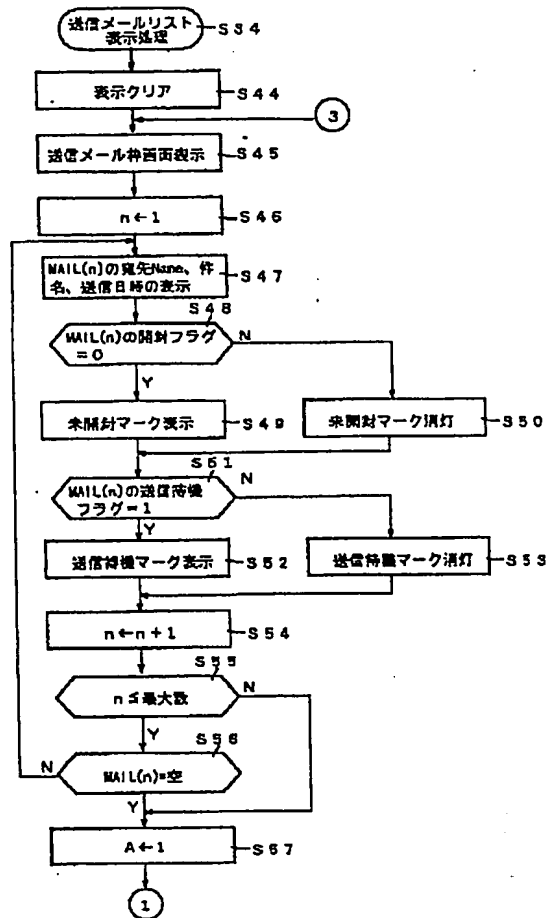 送信メールリスト
表示処理
S34
表示クリア
S44
3
送信メール枠画面表示
S45
n←1
S46
MAIL(n)の宛先Name、件
名、送信日時の表示
S47
S48
MAIL(n)の開封フラグ
=0
N
Y
未開封マーク表示
S49
未開封マーク消灯
S50
S51
MAIL(n)の送信待機
フラグ=1
N
Y
送信待機マーク表示
S52
送信待機マーク消灯
S53
n←n+1
S54
S55
n≦最大数
N
Y
S56
MAIL(n)=空
N
Y
A←1
S57
1